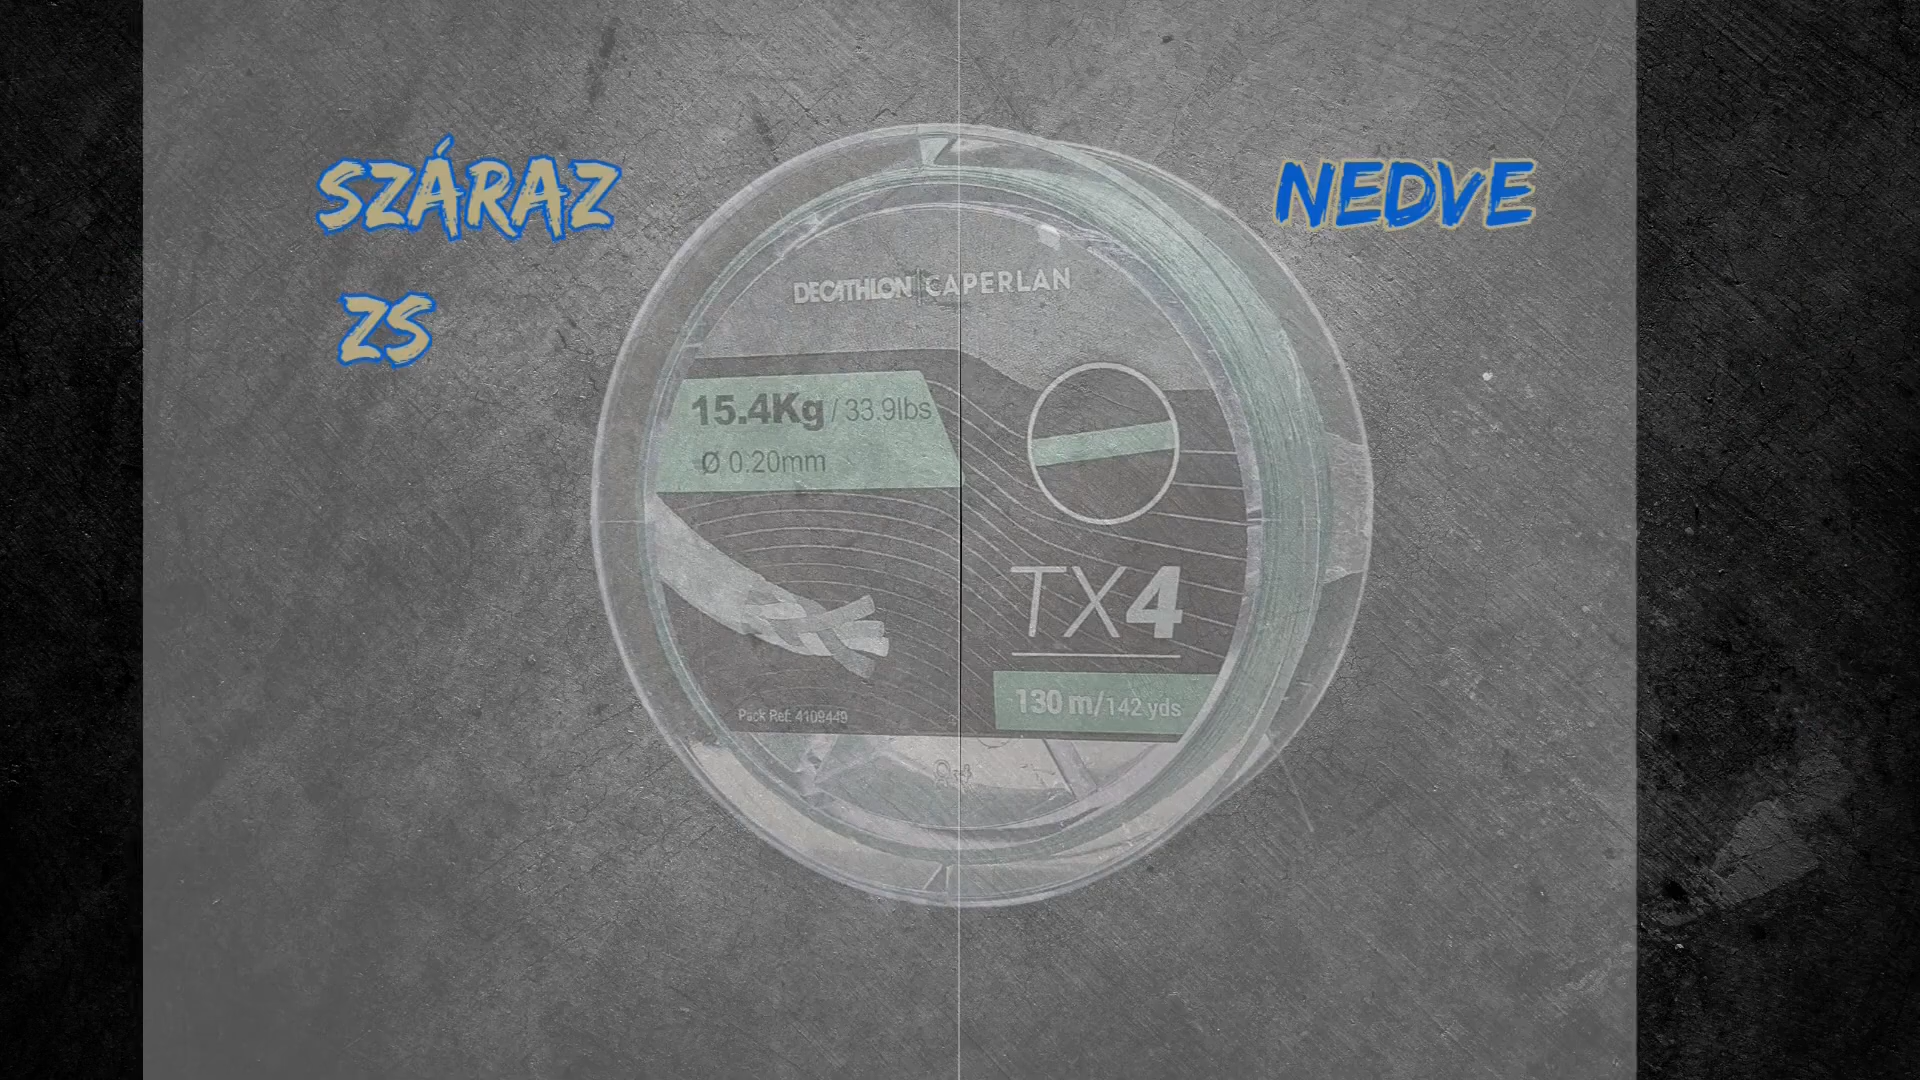 SZÁRAZ
NEDVE
ZS
DECATHLON | CAPERLAN
15.4Kg / 33.9lbs
Ø 0.20mm
TX4
130 m/142 yds
Pack Ref: 4109449